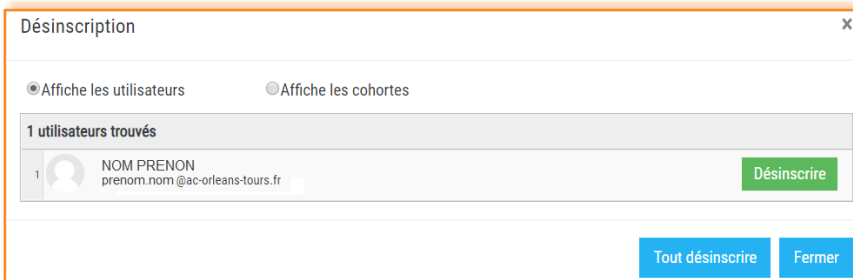 Désinscription
×
Affiche les utilisateurs Affiche les cohortes
1 utilisateurs trouvés
1
NOM PRENON
prenom.nom @ac-orleans-tours.fr
Désinscrire
Tout désinscrire Fermer